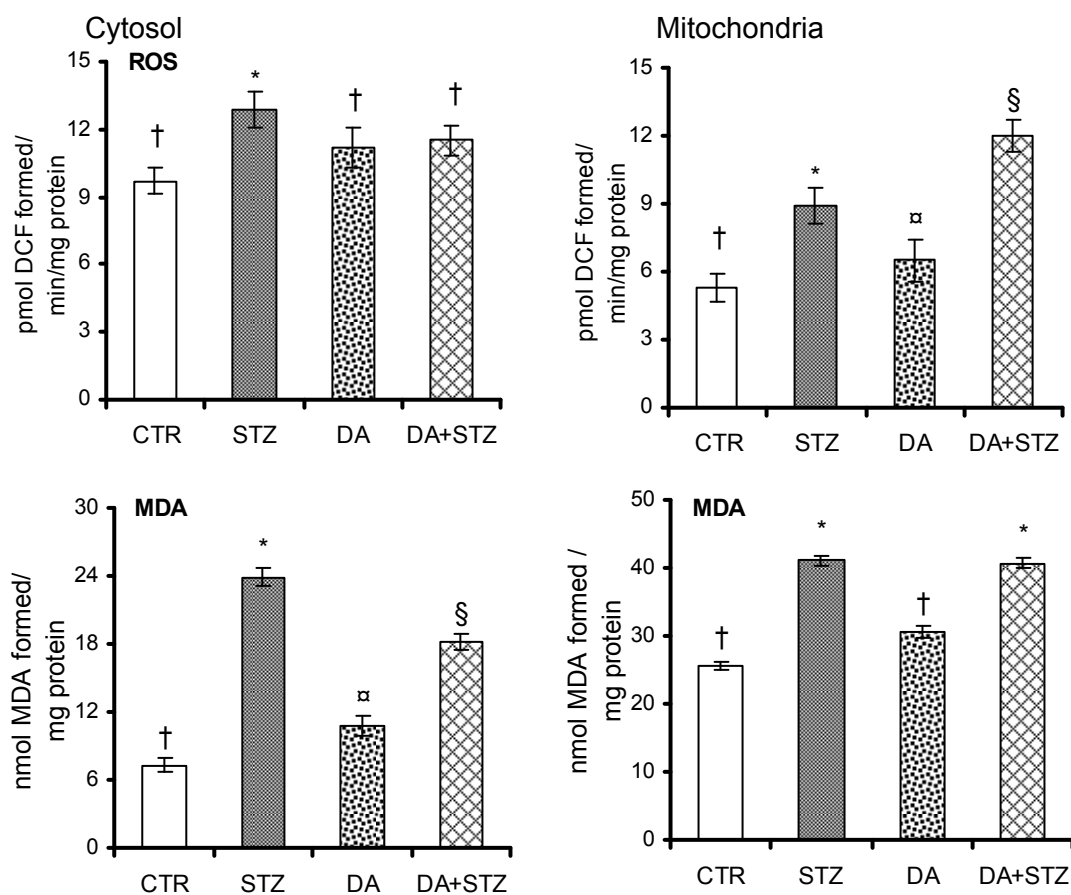 Cytosol
ROS
pmol DCF formed/
min/mg protein
15
12
9
6
3
0
†
*
†
†
CTR STZ DA DA+STZ
Mitochondria
pmol DCF formed/
min/mg protein
15
12
9
6
3
0
†
*
¤
§
CTR STZ DA DA+STZ
MDA
nmol MDA formed/
mg protein
30
24
18
12
6
0
†
*
¤
§
CTR STZ DA DA+STZ
MDA
nmol MDA formed /
mg protein
50
40
30
20
10
0
†
*
†
*
CTR STZ DA DA+STZ